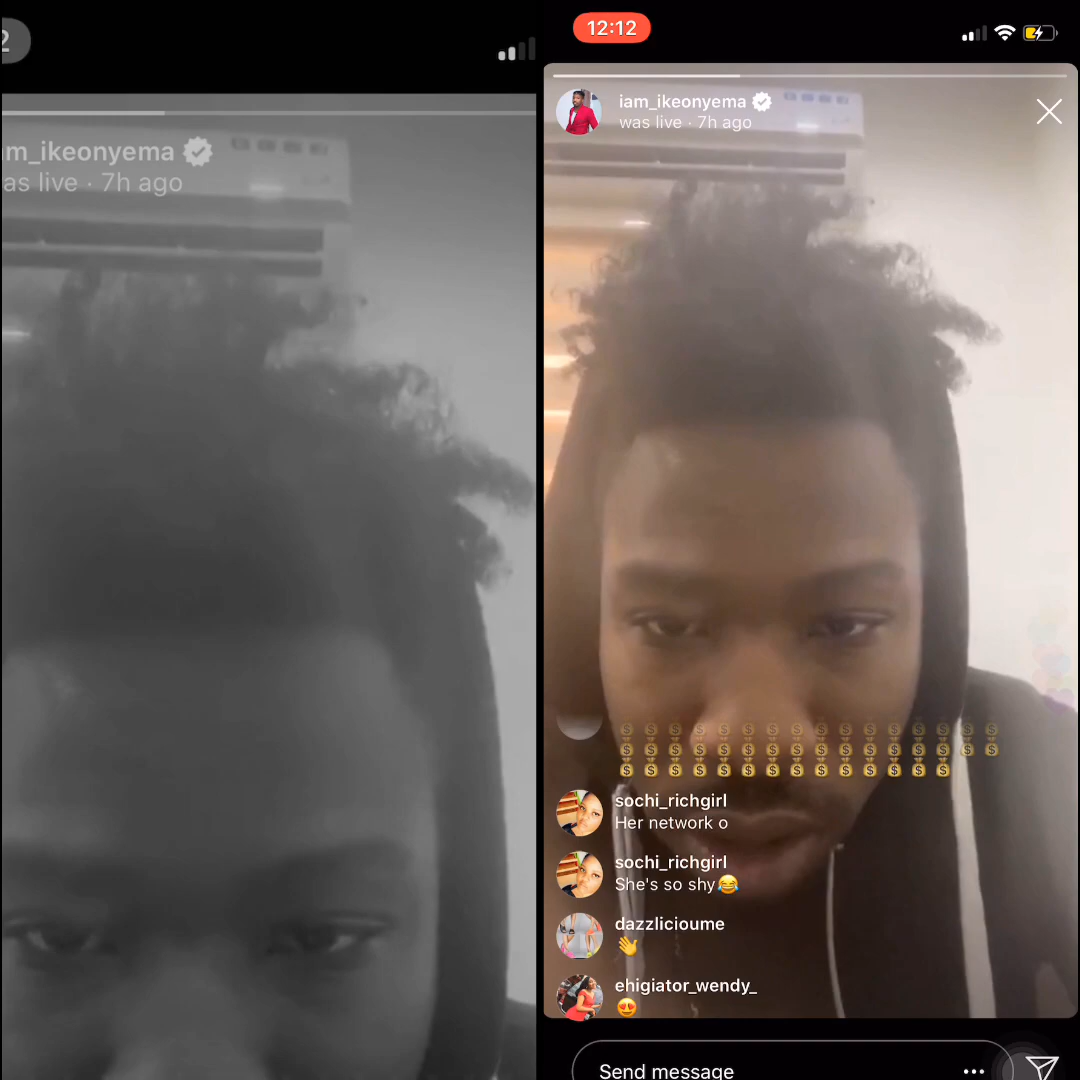 2
m_ikeonyema
as live · 7h ago
12:12
iam_ikeonyema
was live · 7h ago
sochi_richgirl
Her network o
sochi_richgirl
She's so shy😂
dazzlicioume
👋
ehigiator_wendy_
😍
Send message